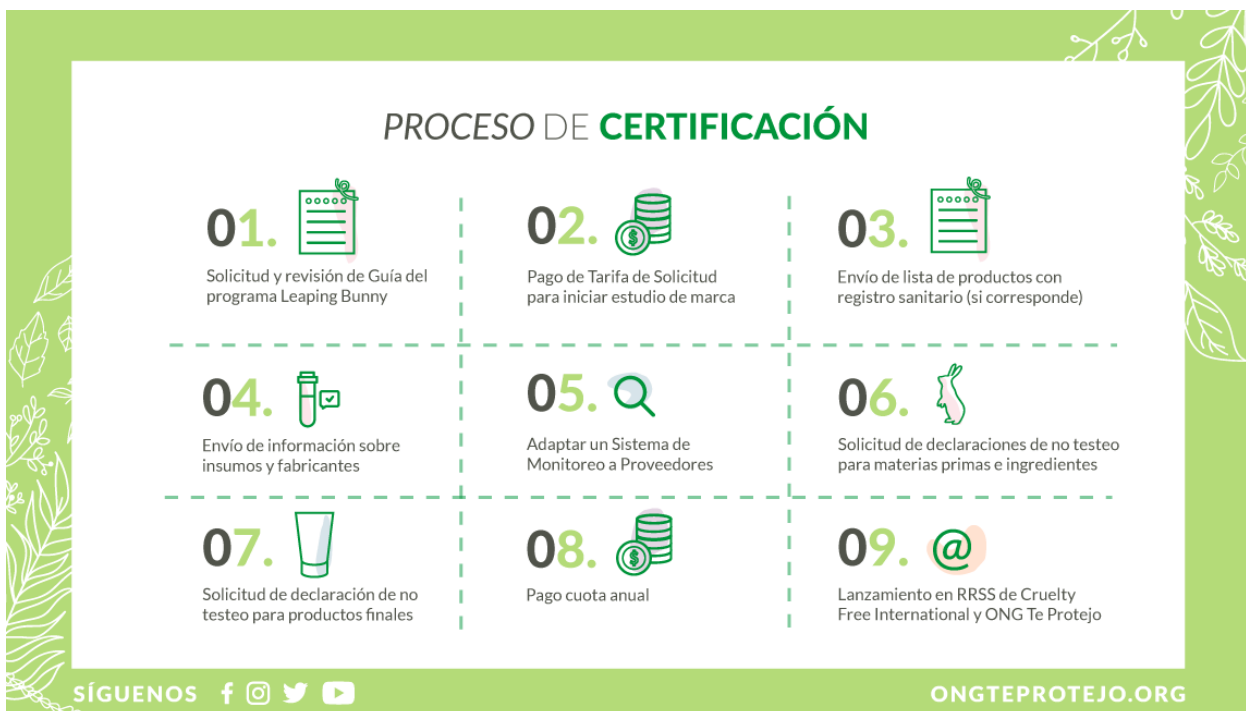 PROCESO DE CERTIFICACIÓN
01.
Solicitud y revisión de Guía del
programa Leaping Bunny
02.
Pago de Tarifa de Solicitud
para iniciar estudio de marca
03.
Envío de lista de productos con
registro sanitario (si corresponde)
04.
Envío de información sobre
insumos y fabricantes
05.
Adaptar un Sistema de
Monitoreo a Proveedores
06.
Solicitud de declaraciones de no testeo
para materias primas e ingredientes
07.
Solicitud de declaración de no
testeo para productos finales
08.
Pago cuota anual
09.
Lanzamiento en RRSS de Cruelty
Free International y ONG Te Protejo
SÍGUENOS
ONGTEPROTEJO.ORG